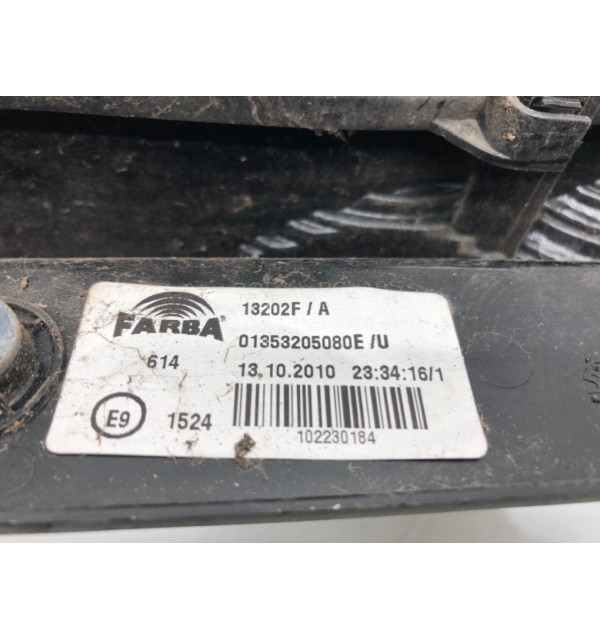 FARBA
614
13202F / A
01353205080E /U
13.10.2010 23:34:16/1
E9 1524
102230184